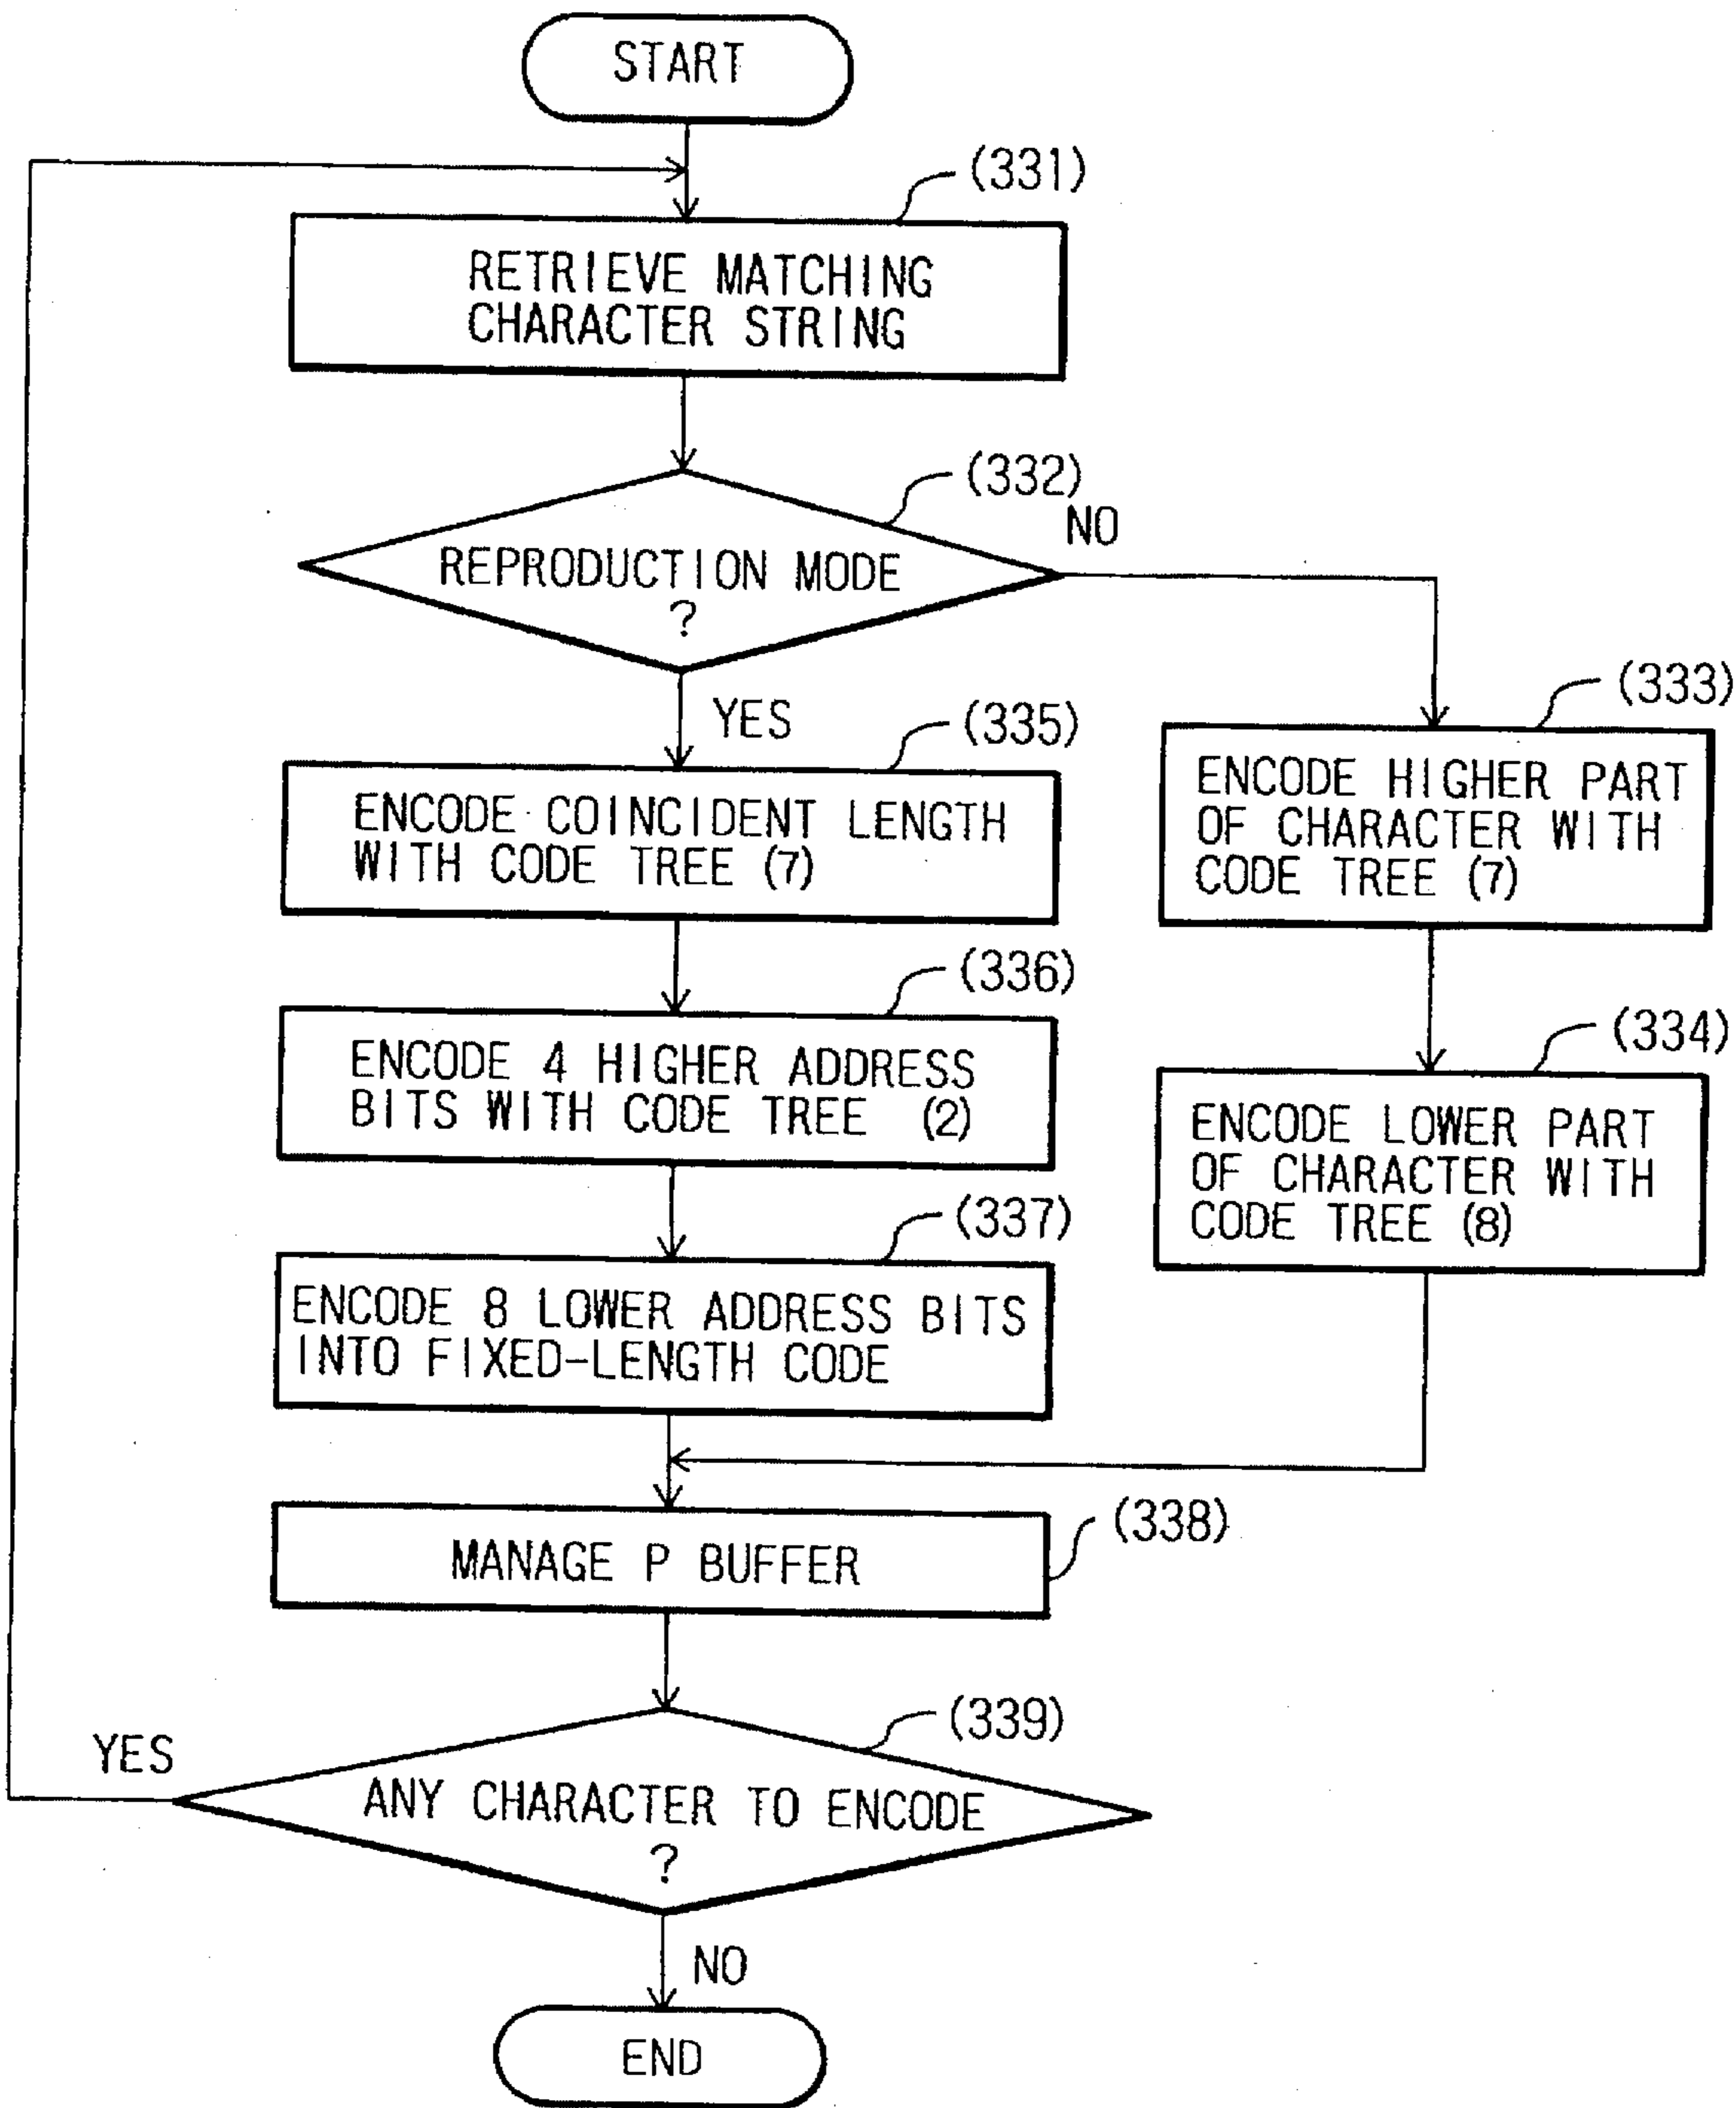 START
(331)
RETRIEVE MATCHING
CHARACTER STRING
(332)
NO
REPRODUCTION MODE
?
YES
(335)
ENCODE COINCIDENT LENGTH
WITH CODE TREE (7)
(333)
ENCODE HIGHER PART
OF CHARACTER WITH
CODE TREE (7)
(336)
ENCODE 4 HIGHER ADDRESS
BITS WITH CODE TREE (2)
(334)
ENCODE LOWER PART
OF CHARACTER WITH
CODE TREE (8)
(337)
ENCODE 8 LOWER ADDRESS BITS
INTO FIXED-LENGTH CODE
(338)
MANAGE P BUFFER
(339)
YES
ANY CHARACTER TO ENCODE
?
NO
END